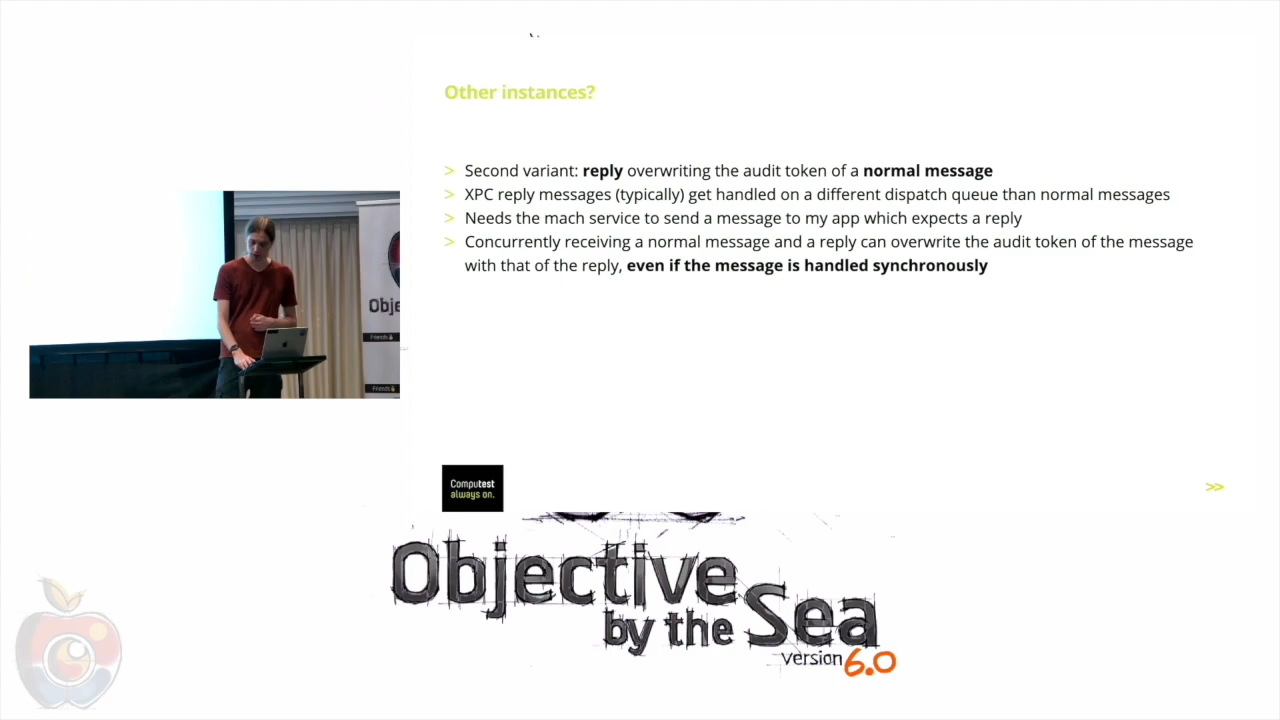 Other instances?
> Second variant: reply overwriting the audit token of a normal message
> XPC reply messages (typically) get handled on a different dispatch queue than normal messages
> Needs the mach service to send a message to my app which expects a reply
> Concurrently receiving a normal message and a reply can overwrite the audit token of the message
with that of the reply, even if the message is handled synchronously
Obje
Friends
Friends
Computest
always on.
>>
Objective
by the Sea
version 6.0